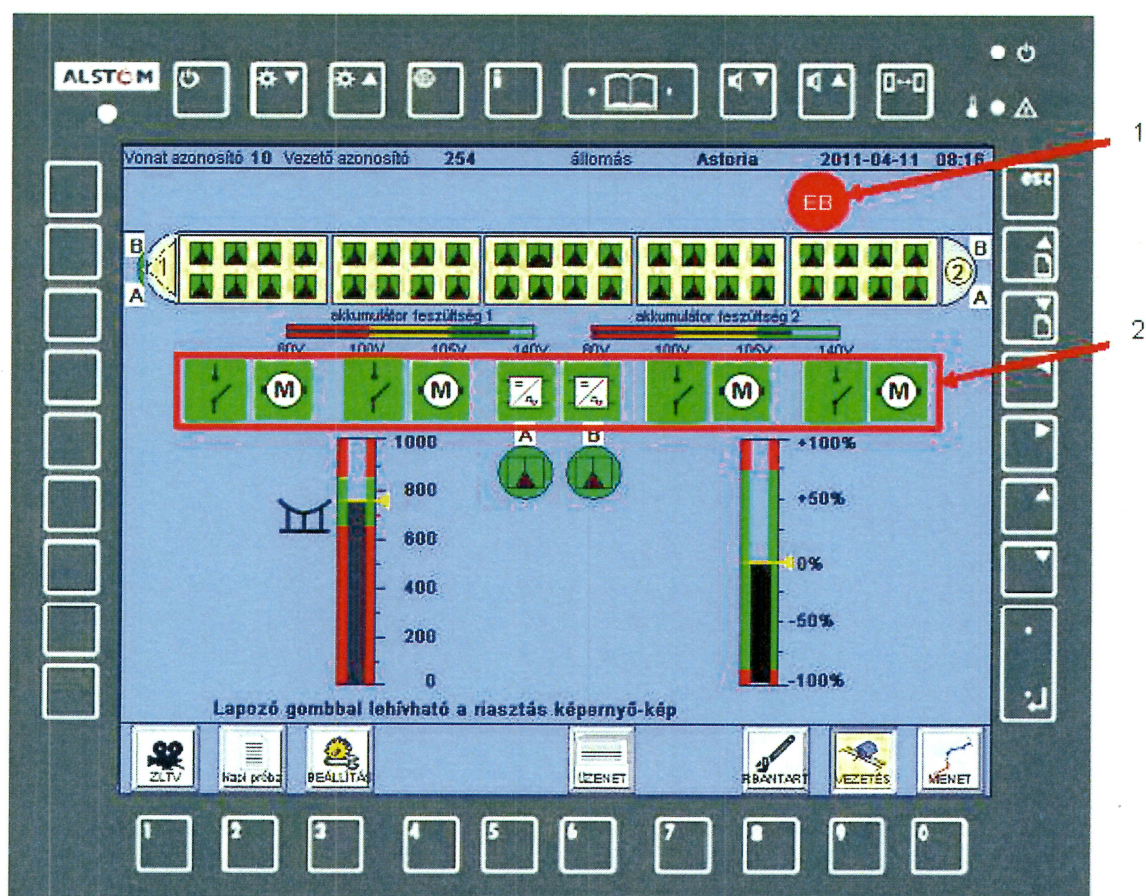 ALSTOM
i
1
Vonat azonosító 10 Vezető azonosító 254 állomás Astoria 2011-04-11 08:16
esc
EB
B B
1 2
A A
akkumulátor feszültség 1 akkumulátor feszültség 2
80V 100V 105V 140V 80V 100V 105V 140V
2
M M M M
A B
1000 +100%
800 +50%
600 0%
400
-50%
200
0 -100%
Lapozó gombbal lehívható a riasztás képernyő-kép
ZLTV Napi próba BEÁLLÍTÁS ÜZENET RBANTART VEZETÉS MENET
1 2 3 4 5 6 7 8 9 0